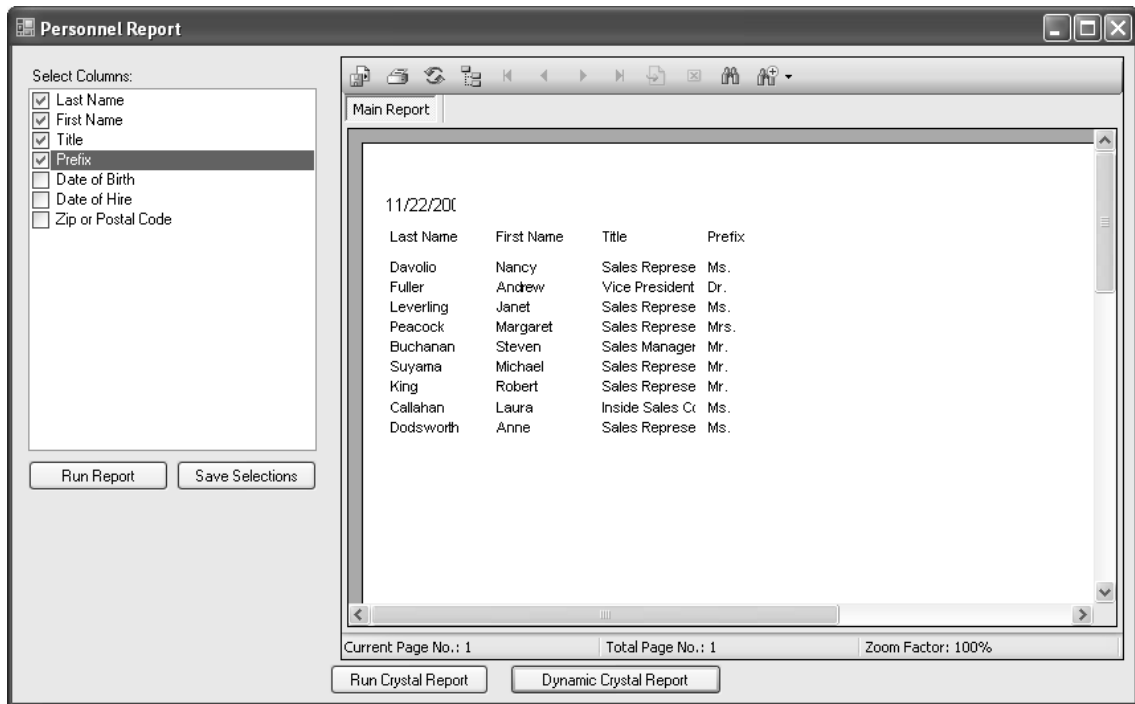 Personnel Report
Select Columns:
Last Name
First Name
Title
Prefix
Date of Birth
Date of Hire
Zip or Postal Code
Run Report Save Selections
Main Report
11/22/200
Last Name First Name Title Prefix
Davolio Nancy Sales Represe Ms.
Fuller Andrew Vice President Dr.
Leverling Janet Sales Represe Ms.
Peacock Margaret Sales Represe Mrs.
Buchanan Steven Sales Manager Mr.
Suyama Michael Sales Represe Mr.
King Robert Sales Represe Mr.
Callahan Laura Inside Sales Co Ms.
Dodsworth Anne Sales Represe Ms.
Current Page No.: 1 Total Page No.: 1 Zoom Factor: 100%
Run Crystal Report Dynamic Crystal Report